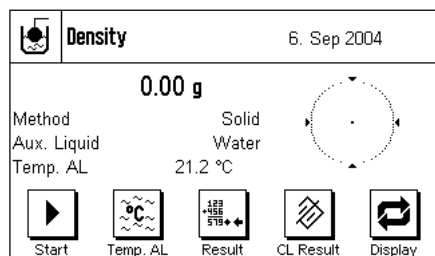 Density 6. Sep 2004
0.00 g
Method Solid
Aux. Liquid Water
Temp. AL 21.2 °C
°C 123
+456
579
Start Temp. AL Result CL Result Display